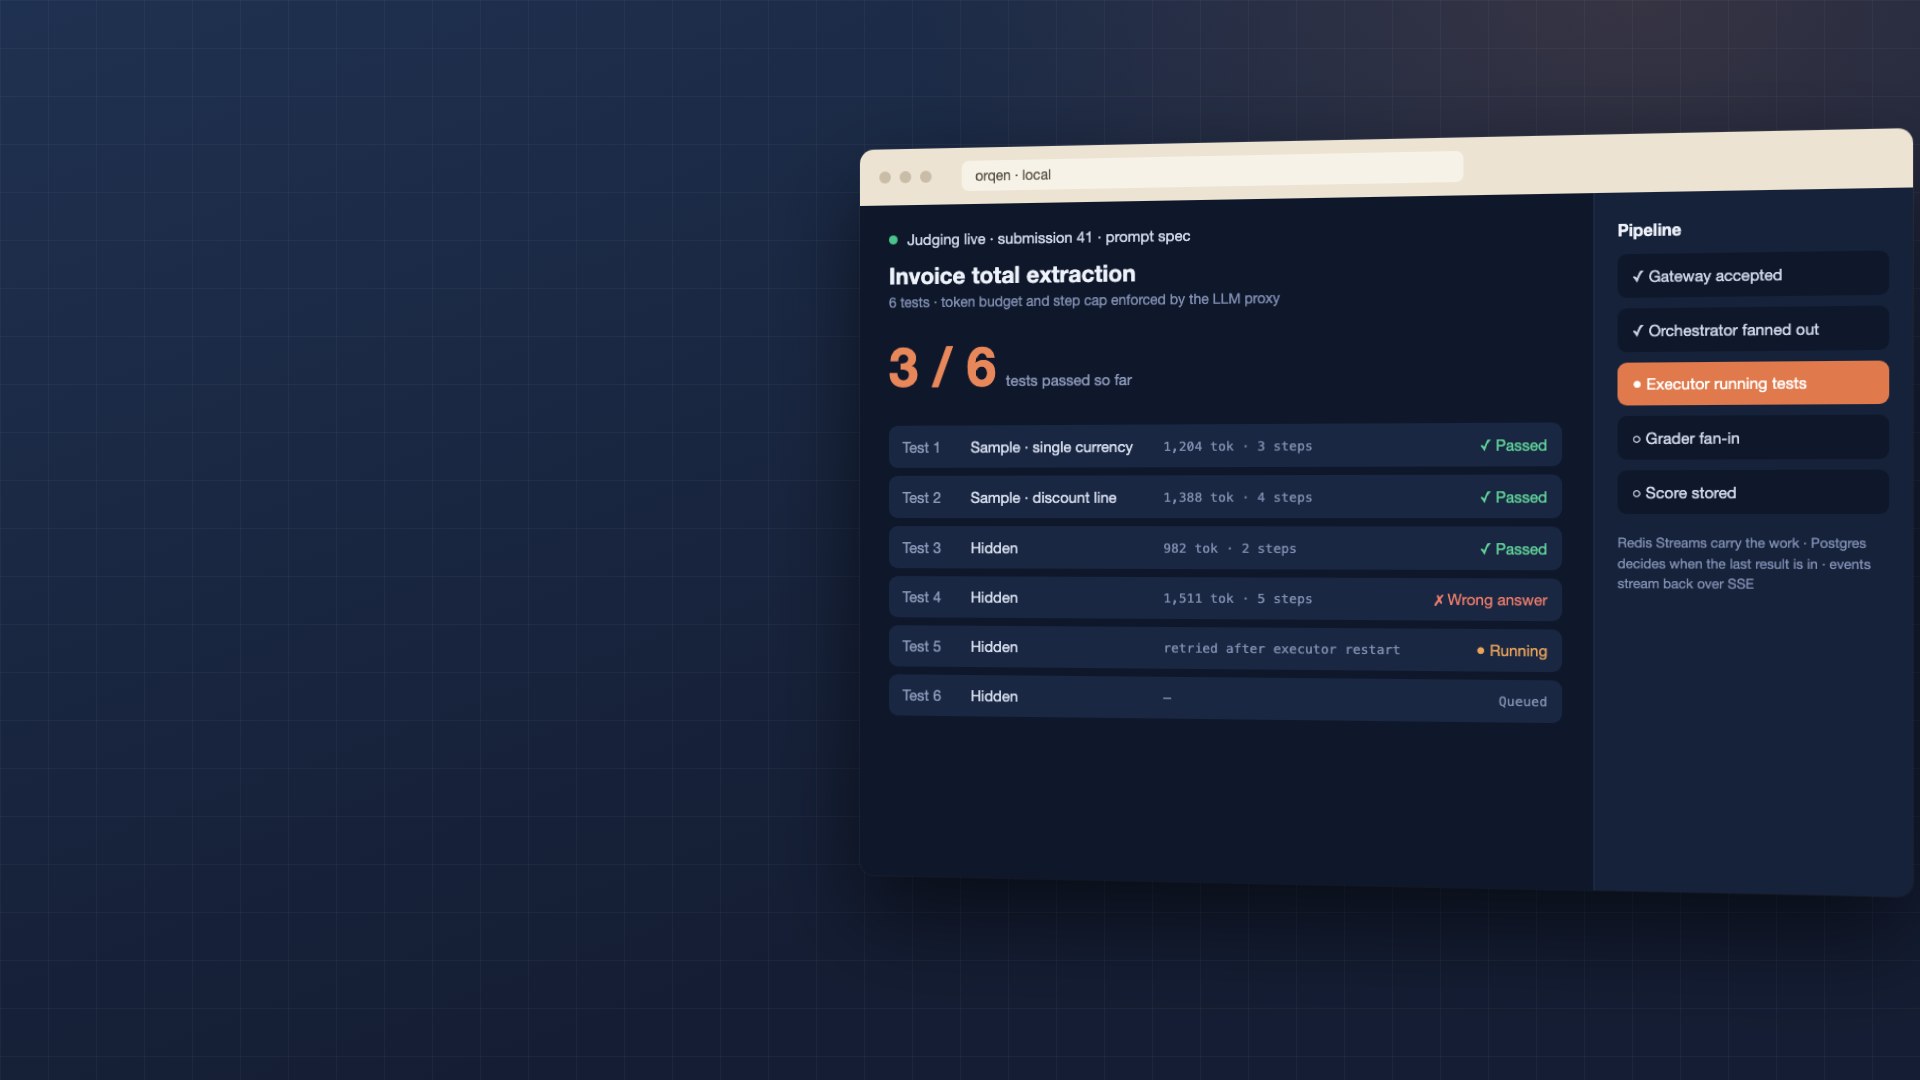 orqen · local
Judging live · submission 41 · prompt spec
Invoice total extraction
6 tests · token budget and step cap enforced by the LLM proxy
3 / 6 tests passed so far
Test 1 Sample · single currency 1,204 tok · 3 steps ✓ Passed
Test 2 Sample · discount line 1,388 tok · 4 steps ✓ Passed
Test 3 Hidden 982 tok · 2 steps ✓ Passed
Test 4 Hidden 1,511 tok · 5 steps ✗ Wrong answer
Test 5 Hidden retried after executor restart ● Running
Test 6 Hidden — Queued
Pipeline
✓ Gateway accepted
✓ Orchestrator fanned out
● Executor running tests
○ Grader fan-in
○ Score stored
Redis Streams carry the work · Postgres
decides when the last result is in · events
stream back over SSE